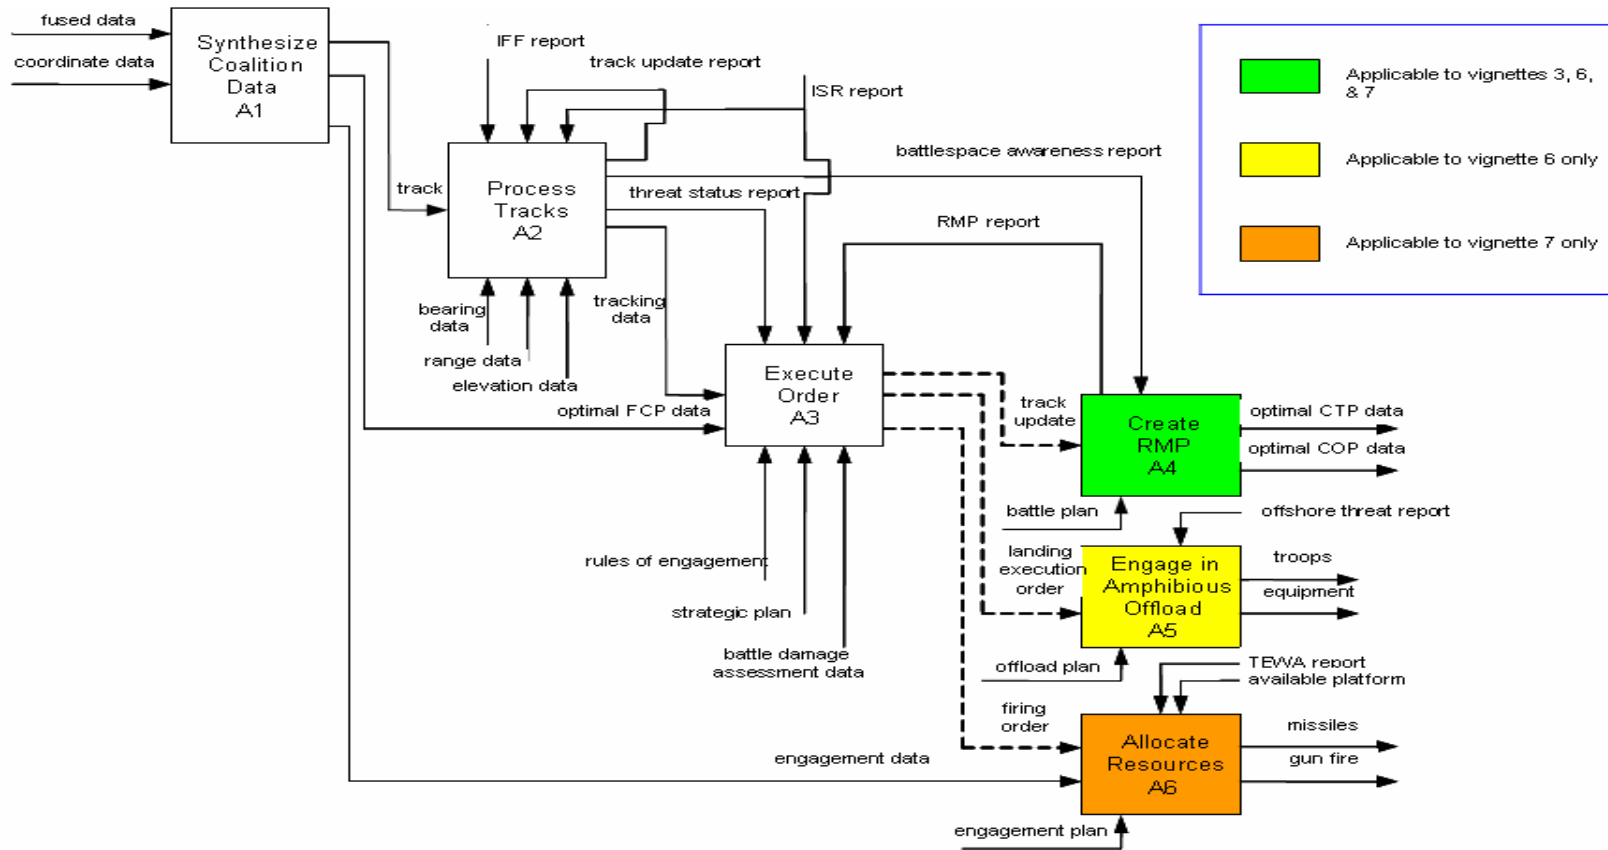 fused data
coordinate data
Synthesize
Coalition
Data
A1
IFF report
track update report
ISR report
battlespace awareness report
track
Process
Tracks
A2
threat status report
RMP report
bearing
data
range data
elevation data
tracking
data
optimal FCP data
Execute
Order
A3
track
update
Create
RMP
A4
optimal CTP data
optimal COP data
battle plan
offshore threat report
rules of engagement
strategic plan
battle damage
assessment data
landing
execution
order
Engage in
Amphibious
Offload
A5
troops
equipment
offload plan
TEWA report
available platform
firing
order
engagement data
Allocate
Resources
A6
missiles
gun fire
engagement plan
Applicable to vignettes 3, 6,
& 7
Applicable to vignette 6 only
Applicable to vignette 7 only